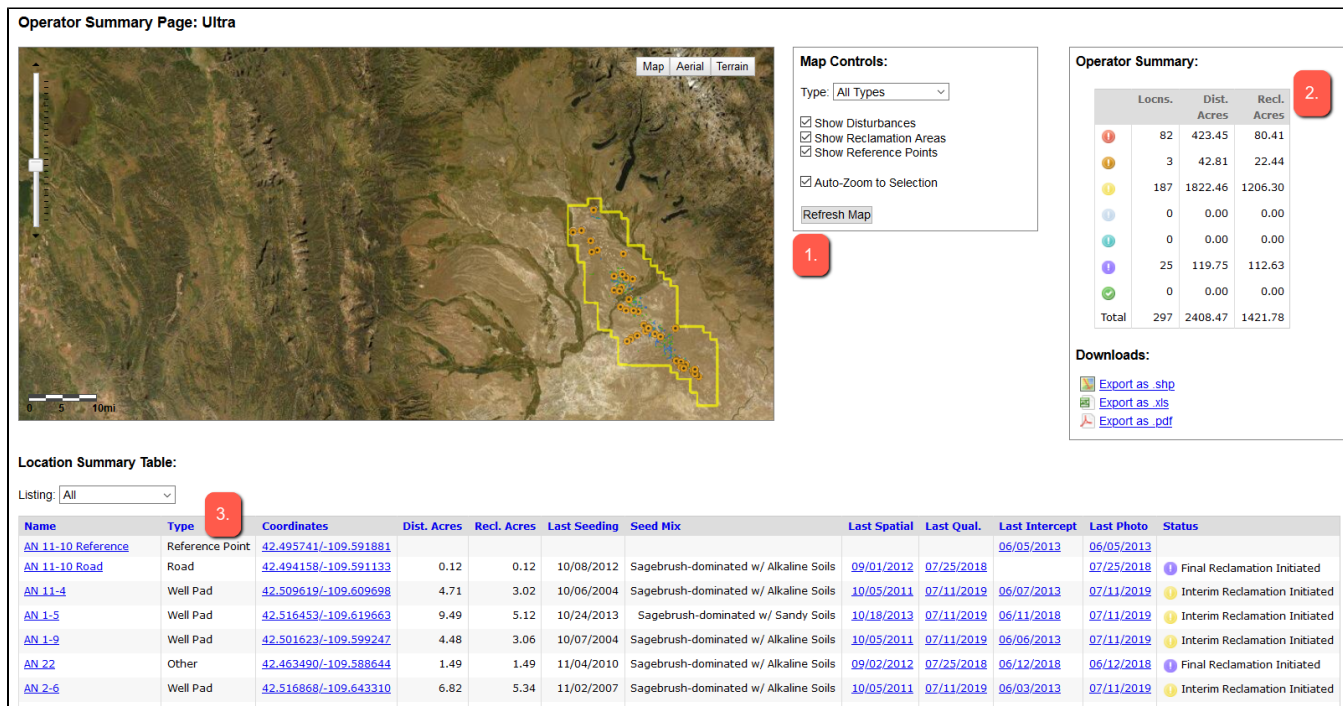 Operator Summary Page: Ultra
Map Aerial Terrain
0 5 10mi
Map Controls:
Type: All Types
Show Disturbances
Show Reclamation Areas
Show Reference Points
Auto-Zoom to Selection
Refresh Map
1.
Operator Summary:
2.
Locns. Dist. Acres Recl. Acres
82 423.45 80.41
3 42.81 22.44
187 1822.46 1206.30
0 0.00 0.00
0 0.00 0.00
25 119.75 112.63
0 0.00 0.00
Total 297 2408.47 1421.78
Downloads:
Export as .shp
Export as .xls
Export as .pdf
Location Summary Table:
Listing: All
3.
Name Type Coordinates Dist. Acres Recl. Acres Last Seeding Seed Mix Last Spatial Last Qual. Last Intercept Last Photo Status
AN 11-10 Reference Reference Point 42.495741/-109.591881 06/05/2013 06/05/2013
AN 11-10 Road Road 42.494158/-109.591133 0.12 0.12 10/08/2012 Sagebrush-dominated w/ Alkaline Soils 09/01/2012 07/25/2018 07/25/2018 Final Reclamation Initiated
AN 11-4 Well Pad 42.509619/-109.609698 4.71 3.02 10/06/2004 Sagebrush-dominated w/ Alkaline Soils 10/05/2011 07/11/2019 06/07/2013 07/11/2019 Interim Reclamation Initiated
AN 1-5 Well Pad 42.516453/-109.619663 9.49 5.12 10/24/2013 Sagebrush-dominated w/ Sandy Soils 10/18/2013 07/11/2019 06/11/2018 07/11/2019 Interim Reclamation Initiated
AN 1-9 Well Pad 42.501623/-109.599247 4.48 3.06 10/07/2004 Sagebrush-dominated w/ Alkaline Soils 10/05/2011 07/11/2019 06/06/2013 07/11/2019 Interim Reclamation Initiated
AN 22 Other 42.463490/-109.588644 1.49 1.49 11/04/2010 Sagebrush-dominated w/ Alkaline Soils 09/02/2012 07/25/2018 06/12/2018 06/12/2018 Final Reclamation Initiated
AN 2-6 Well Pad 42.516868/-109.643310 6.82 5.34 11/02/2007 Sagebrush-dominated w/ Alkaline Soils 10/05/2011 07/11/2019 06/03/2013 07/11/2019 Interim Reclamation Initiated